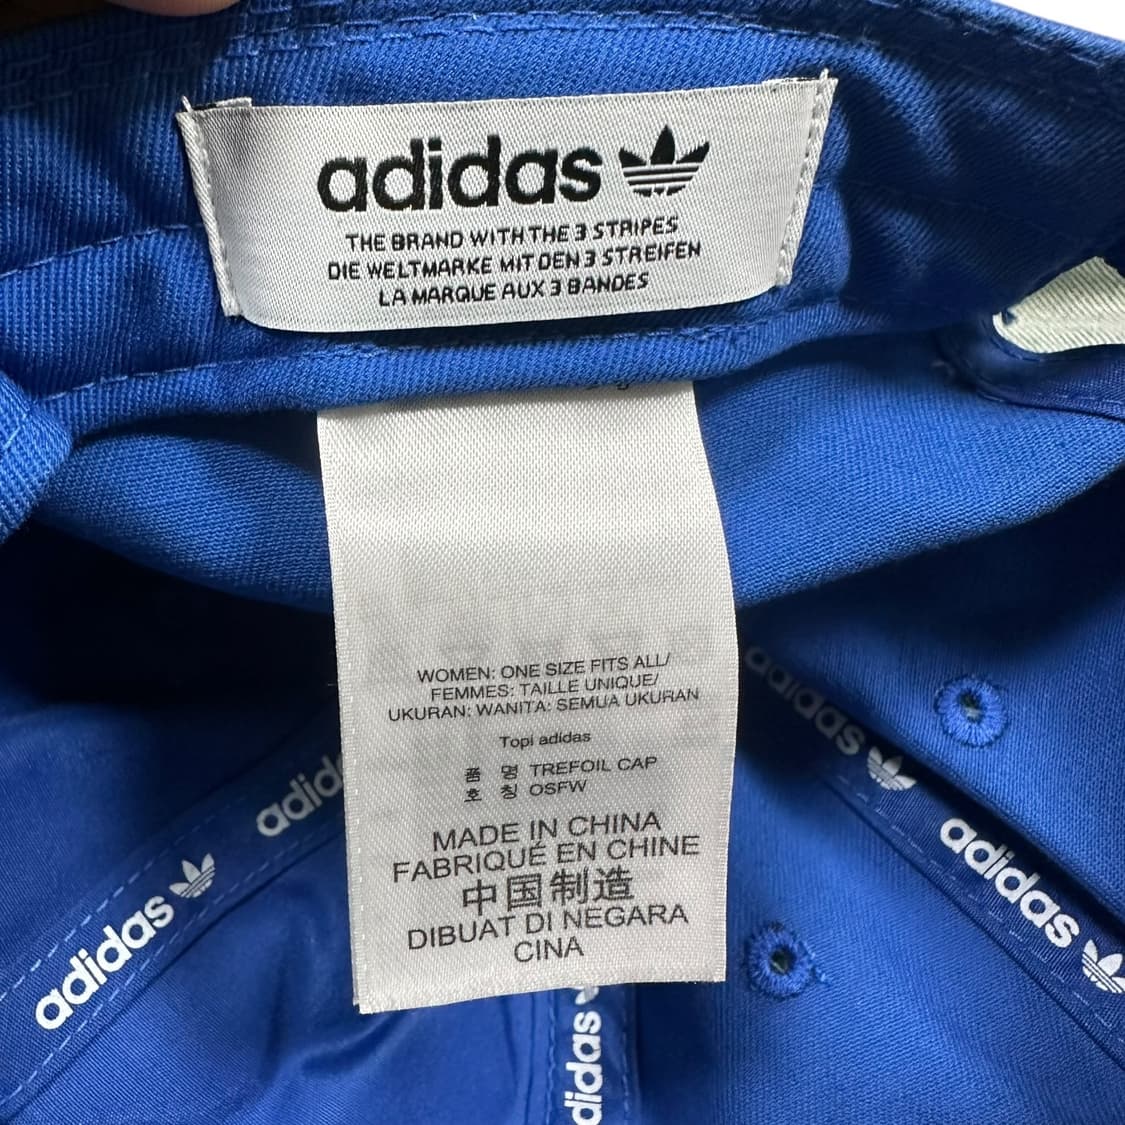 adidas
THE BRAND WITH THE 3 STRIPES
DIE WELTMARKE MIT DEN 3 STREIFEN
LA MARQUE AUX 3 BANDES
WOMEN: ONE SIZE FITS ALL/
FEMMES: TAILLE UNIQUE/
UKURAN: WANITA: SEMUA UKURAN
Topi adidas
품 명 TREFOIL CAP
호 칭 OSFW
MADE IN CHINA
FABRIQUÉ EN CHINE
中国制造
DIBUAT DI NEGARA
CINA
adidas
adid
adidas
adidas
didas